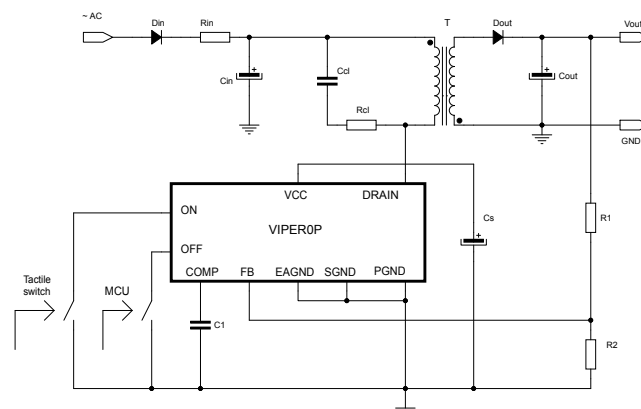 ~ AC
Din
Rin
T
Dout
Vout
+
Cin
Ccl
+
Cout
Rcl
GND
VCC
DRAIN
ON
VIPER0P
Cs
+
R1
OFF
COMP
FB
EAGND
SGND
PGND
Tactile
switch
MCU
C1
R2